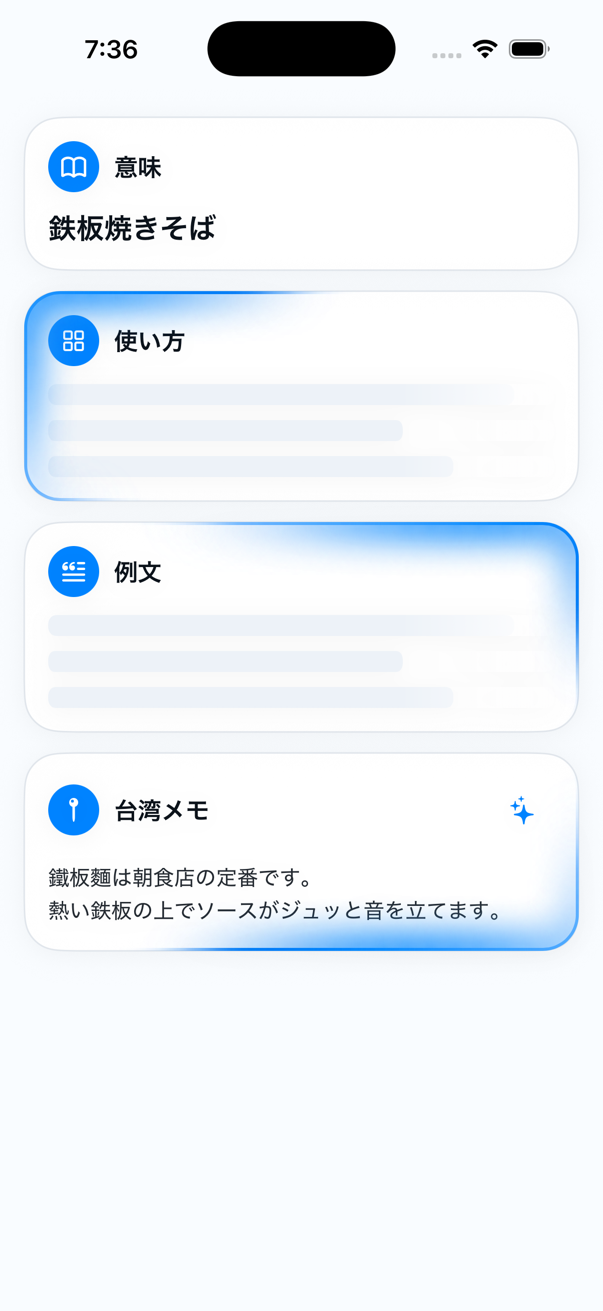 7:36
意味
鉄板焼きそば
使い方
例文
台湾メモ
鐵板麵は朝食店の定番です。
熱い鉄板の上でソースがジュッと音を立てます。